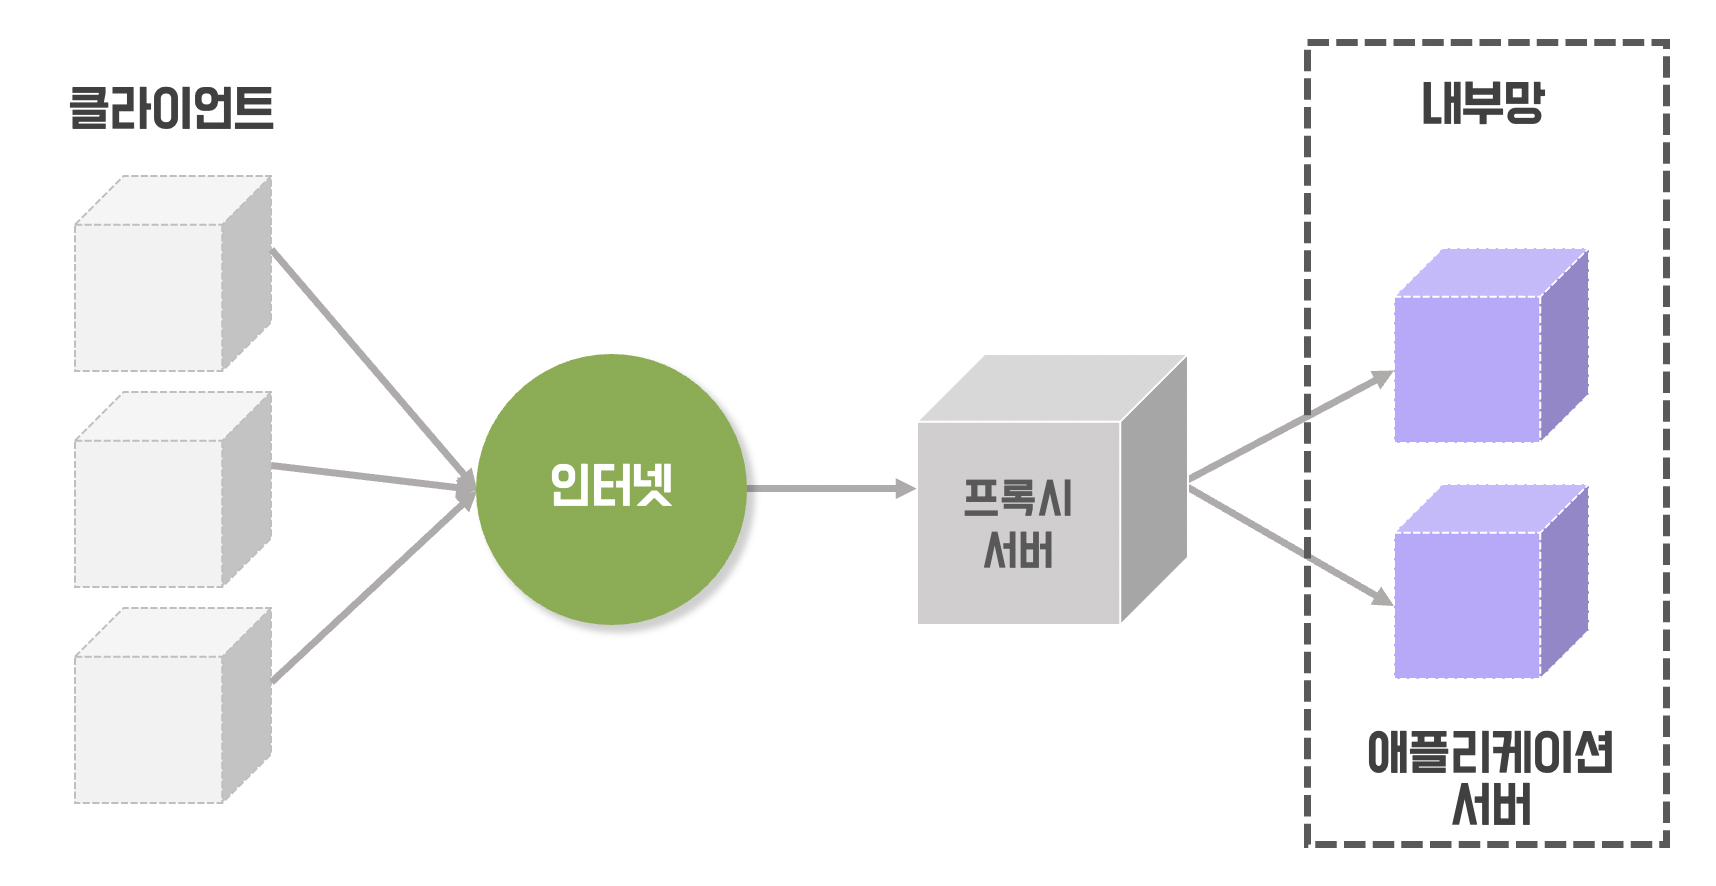 클라이언트
인터넷
프록시
서버
내부망
애플리케이션
서버